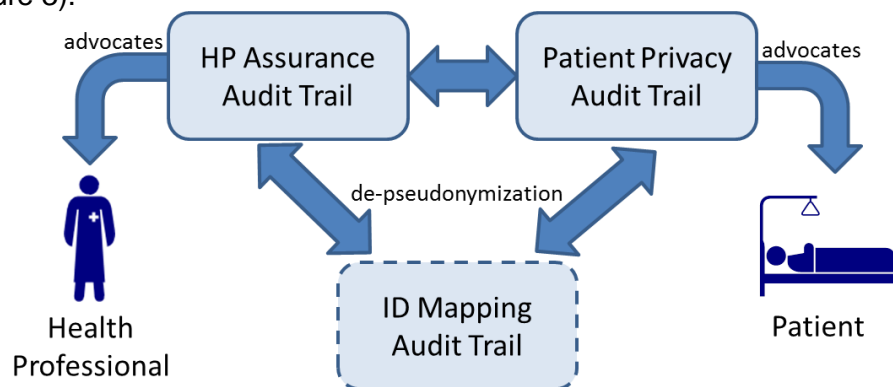 advocates
HP Assurance
Audit Trail
Patient Privacy
Audit Trail
advocates
de-pseudonymization
ID Mapping
Audit Trail
Health
Professional
Patient